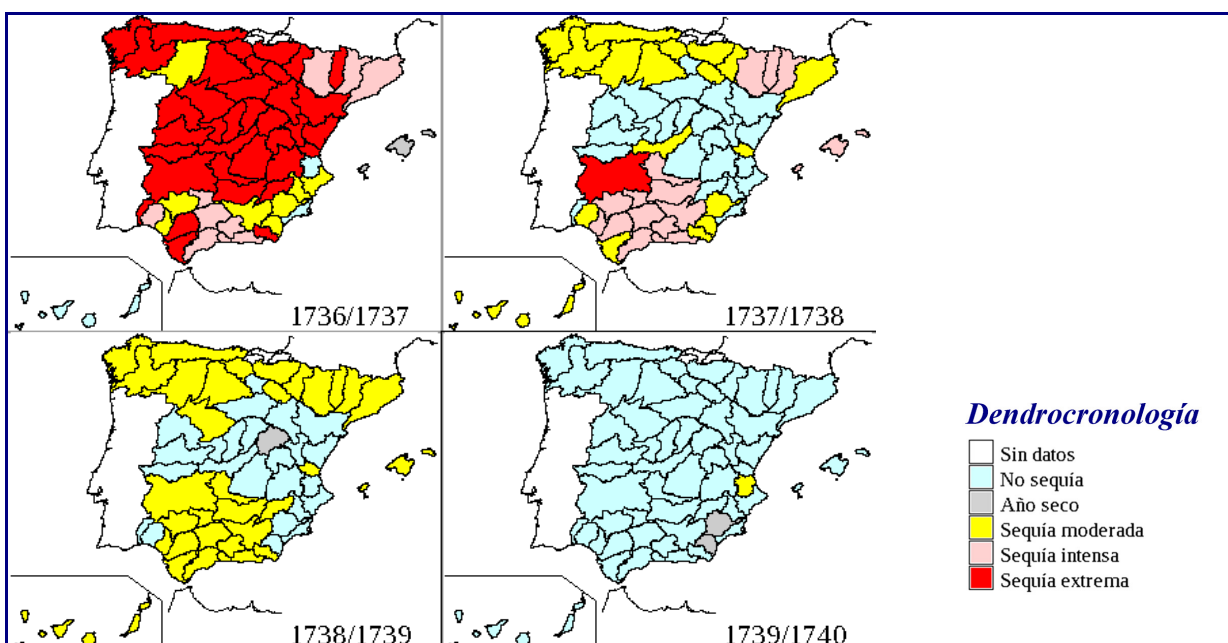 1736/1737
1737/1738
1738/1739
1739/1740
Dendrocronología
Sin datos
No sequía
Año seco
Sequía moderada
Sequía intensa
Sequía extrema